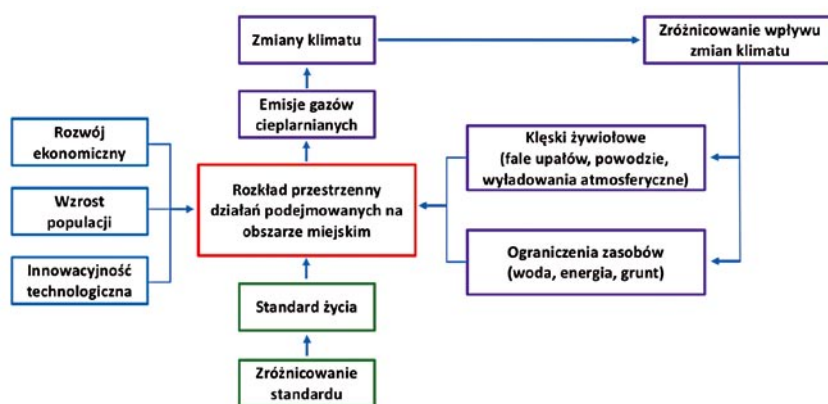 Zmiany klimatu
Zróżnicowanie wpływu
zmian klimatu
Emisje gazów
cieplarnianych
Rozwój
ekonomiczny
Wzrost
populacji
Innowacyjność
technologiczna
Rozkład przestrzenny
działań podejmowanych na
obszarze miejskim
Klęski żywiołowe
(fale upałów, powodzie,
wyładowania atmosferyczne)
Ograniczenia zasobów
(woda, energia, grunt)
Standard życia
Zróżnicowanie
standardu